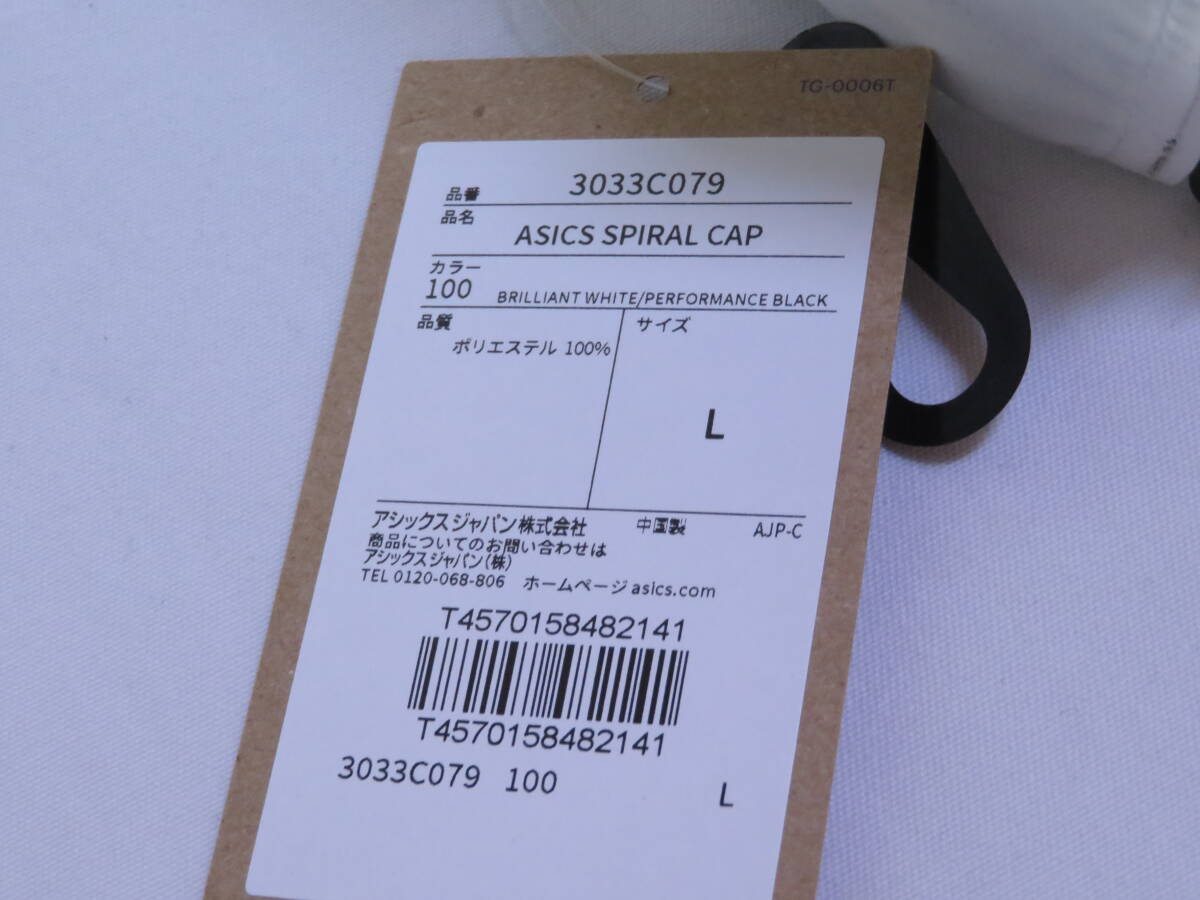 TG-0006T
品番 3033C079
品名
ASICS SPIRAL CAP
カラー
100 BRILLIANT WHITE/PERFORMANCE BLACK
品質 サイズ
ポリエステル 100%
L
アシックスジャパン株式会社 中国製 AJP-C
商品についてのお問い合わせは
アシックスジャパン(株)
TEL 0120-068-806 ホームページ asics.com
T4570158482141
T4570158482141
3033C079 100 L